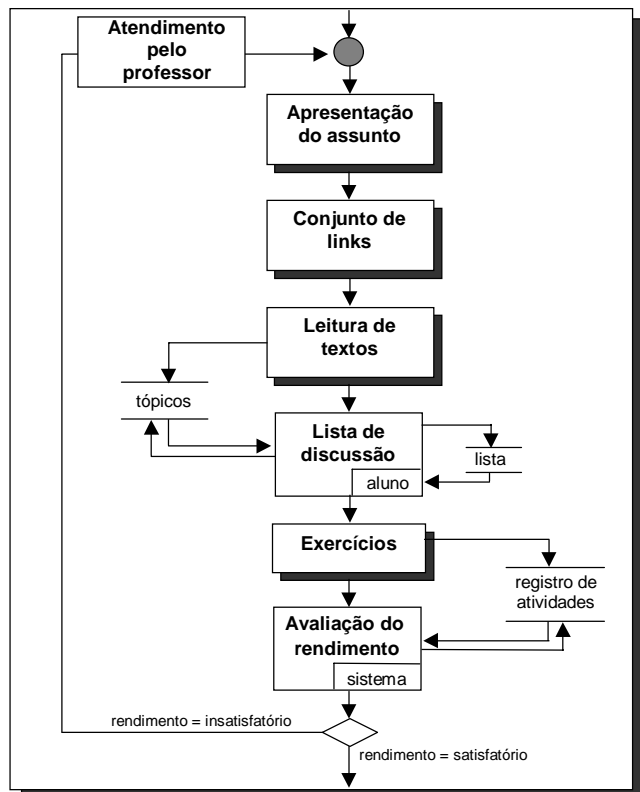 Atendimento
pelo
professor
Apresentação
do assunto
Conjunto de
links
Leitura de
textos
tópicos
Lista de
discussão
aluno
lista
Exercícios
registro de
atividades
Avaliação do
rendimento
sistema
rendimento = insatisfatório
rendimento = satisfatório